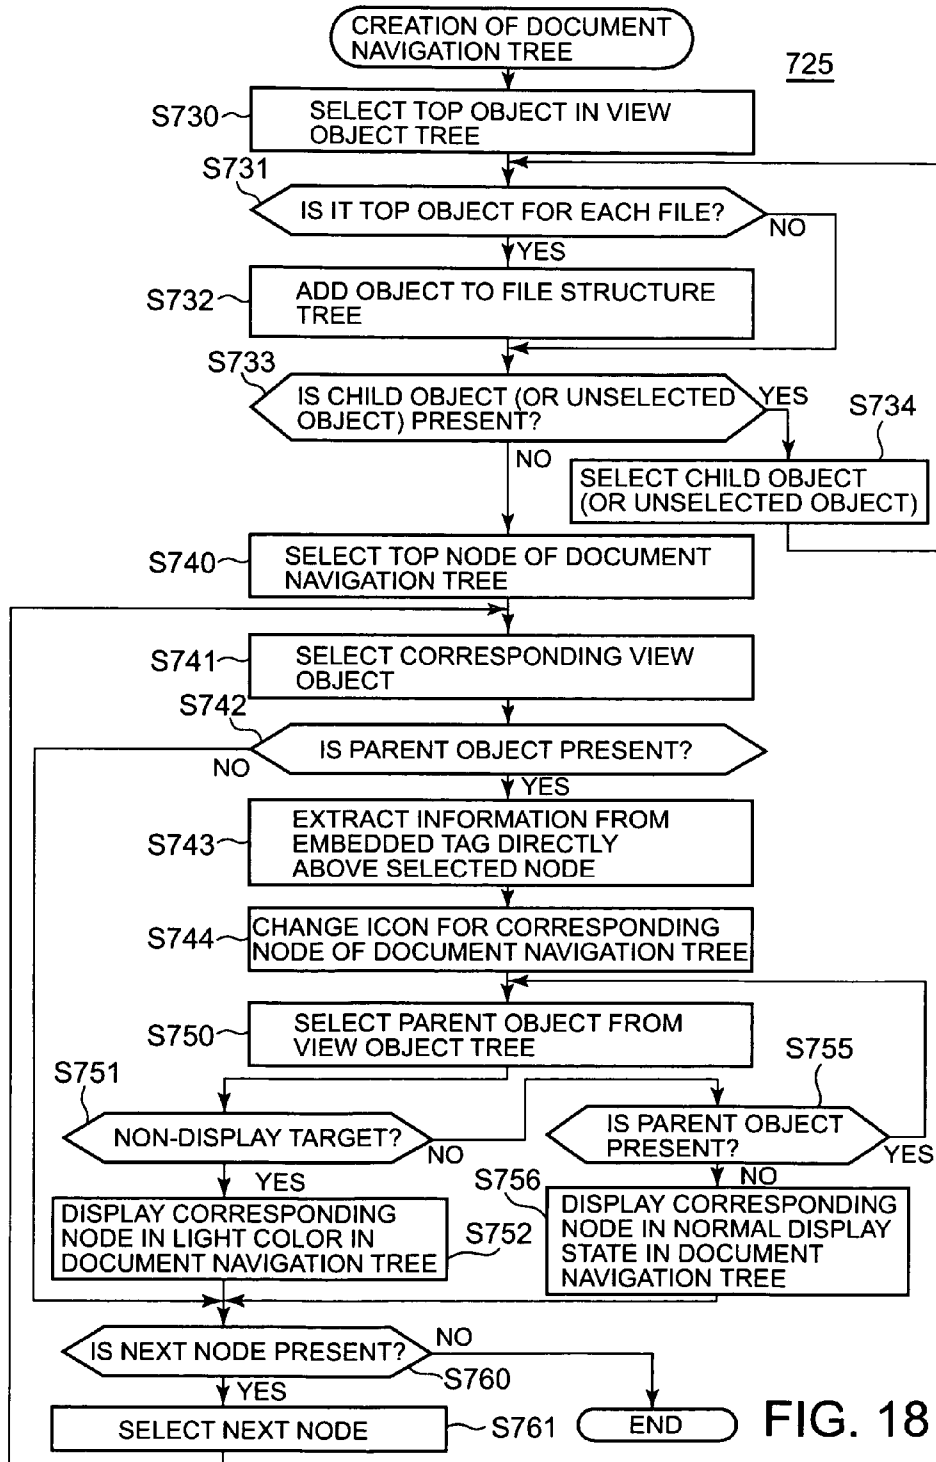 CREATION OF DOCUMENT
NAVIGATION TREE
725
S730
SELECT TOP OBJECT IN VIEW
OBJECT TREE
S731
IS IT TOP OBJECT FOR EACH FILE?
NO
YES
S732
ADD OBJECT TO FILE STRUCTURE
TREE
S733
IS CHILD OBJECT (OR UNSELECTED
OBJECT) PRESENT?
YES
S734
NO
SELECT CHILD OBJECT
(OR UNSELECTED OBJECT)
S740
SELECT TOP NODE OF DOCUMENT
NAVIGATION TREE
S741
SELECT CORRESPONDING VIEW
OBJECT
S742
IS PARENT OBJECT PRESENT?
NO
YES
S743
EXTRACT INFORMATION FROM
EMBEDDED TAG DIRECTLY
ABOVE SELECTED NODE
S744
CHANGE ICON FOR CORRESPONDING
NODE OF DOCUMENT NAVIGATION TREE
S750
SELECT PARENT OBJECT FROM
VIEW OBJECT TREE
S751
S755
NON-DISPLAY TARGET?
NO
IS PARENT OBJECT
PRESENT?
YES
YES
S756
NO
DISPLAY CORRESPONDING
NODE IN LIGHT COLOR IN
DOCUMENT NAVIGATION TREE
S752
DISPLAY CORRESPONDING
NODE IN NORMAL DISPLAY
STATE IN DOCUMENT
NAVIGATION TREE
IS NEXT NODE PRESENT?
NO
S760
YES
SELECT NEXT NODE
S761
END
FIG. 18